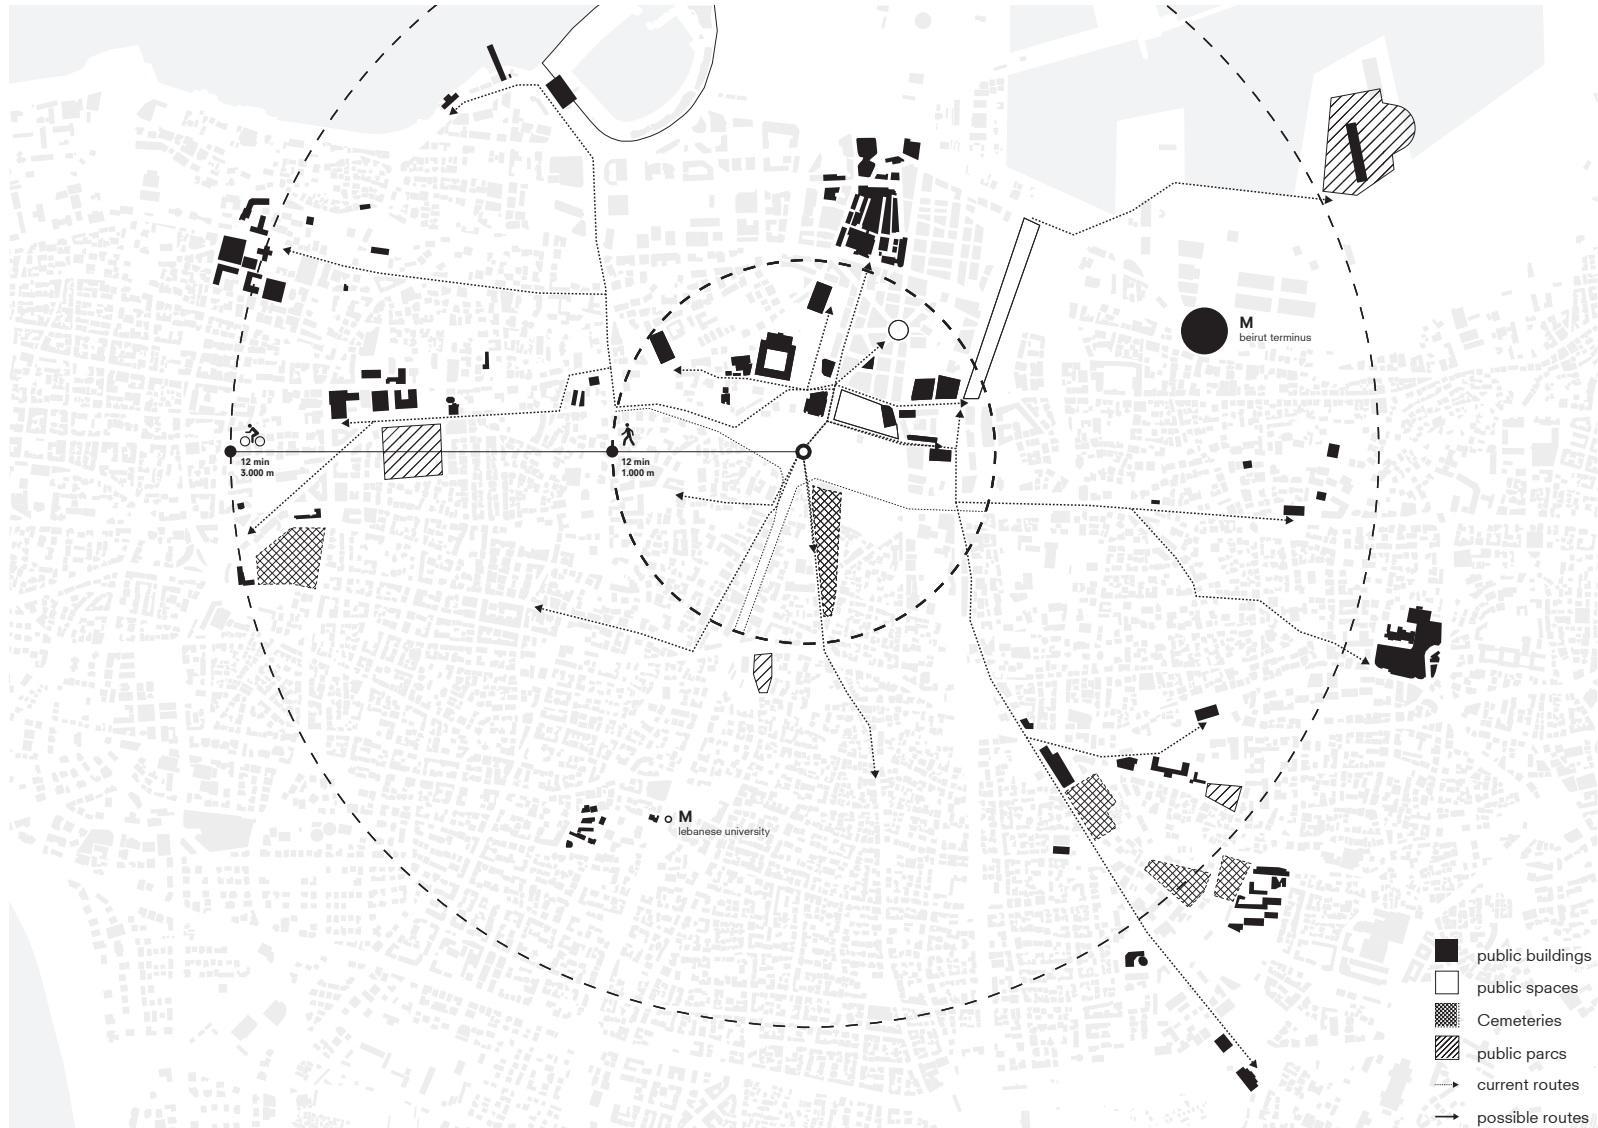 M
beirut terminus
12 min
3.000 m
12 min
1.000 m
M
lebanese university
public buildings
public spaces
Cemeteries
public parcs
current routes
possible routes